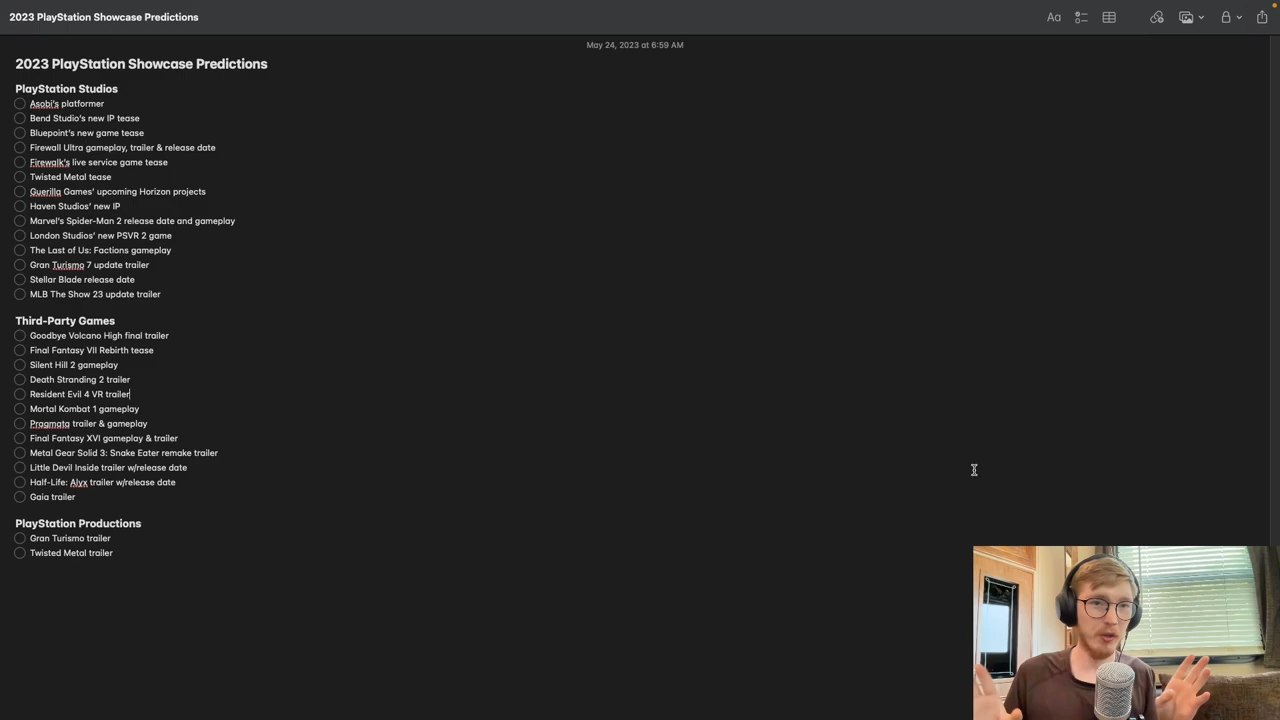 2023 PlayStation Showcase Predictions
Aa
May 24, 2023 at 6:59 AM
2023 PlayStation Showcase Predictions
PlayStation Studios
Asobi's platformer
Bend Studio's new IP tease
Bluepoint's new game tease
Firewall Ultra gameplay, trailer & release date
Firewalk's live service game tease
Twisted Metal tease
Guerilla Games' upcoming Horizon projects
Haven Studios' new IP
Marvel's Spider-Man 2 release date and gameplay
London Studios' new PSVR 2 game
The Last of Us: Factions gameplay
Gran Turismo 7 update trailer
Stellar Blade release date
MLB The Show 23 update trailer
Third-Party Games
Goodbye Volcano High final trailer
Final Fantasy VII Rebirth tease
Silent Hill 2 gameplay
Death Stranding 2 trailer
Resident Evil 4 VR trailer
Mortal Kombat 1 gameplay
Pragmata trailer & gameplay
Final Fantasy XVI gameplay & trailer
Metal Gear Solid 3: Snake Eater remake trailer
Little Devil Inside trailer w/release date
Half-Life: Alyx trailer w/release date
Gaia trailer
PlayStation Productions
Gran Turismo trailer
Twisted Metal trailer